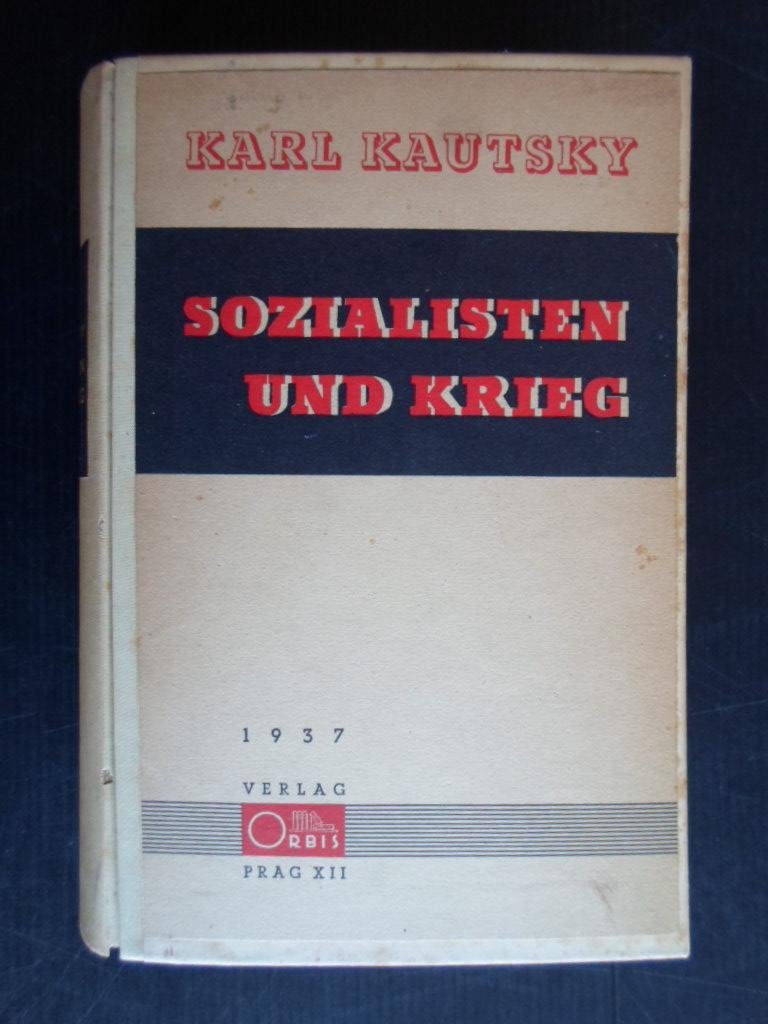 KARL KAUTSKY
SOZIALISTEN
UND KRIEG
1937
VERLAG
ORBIS
PRAG XII